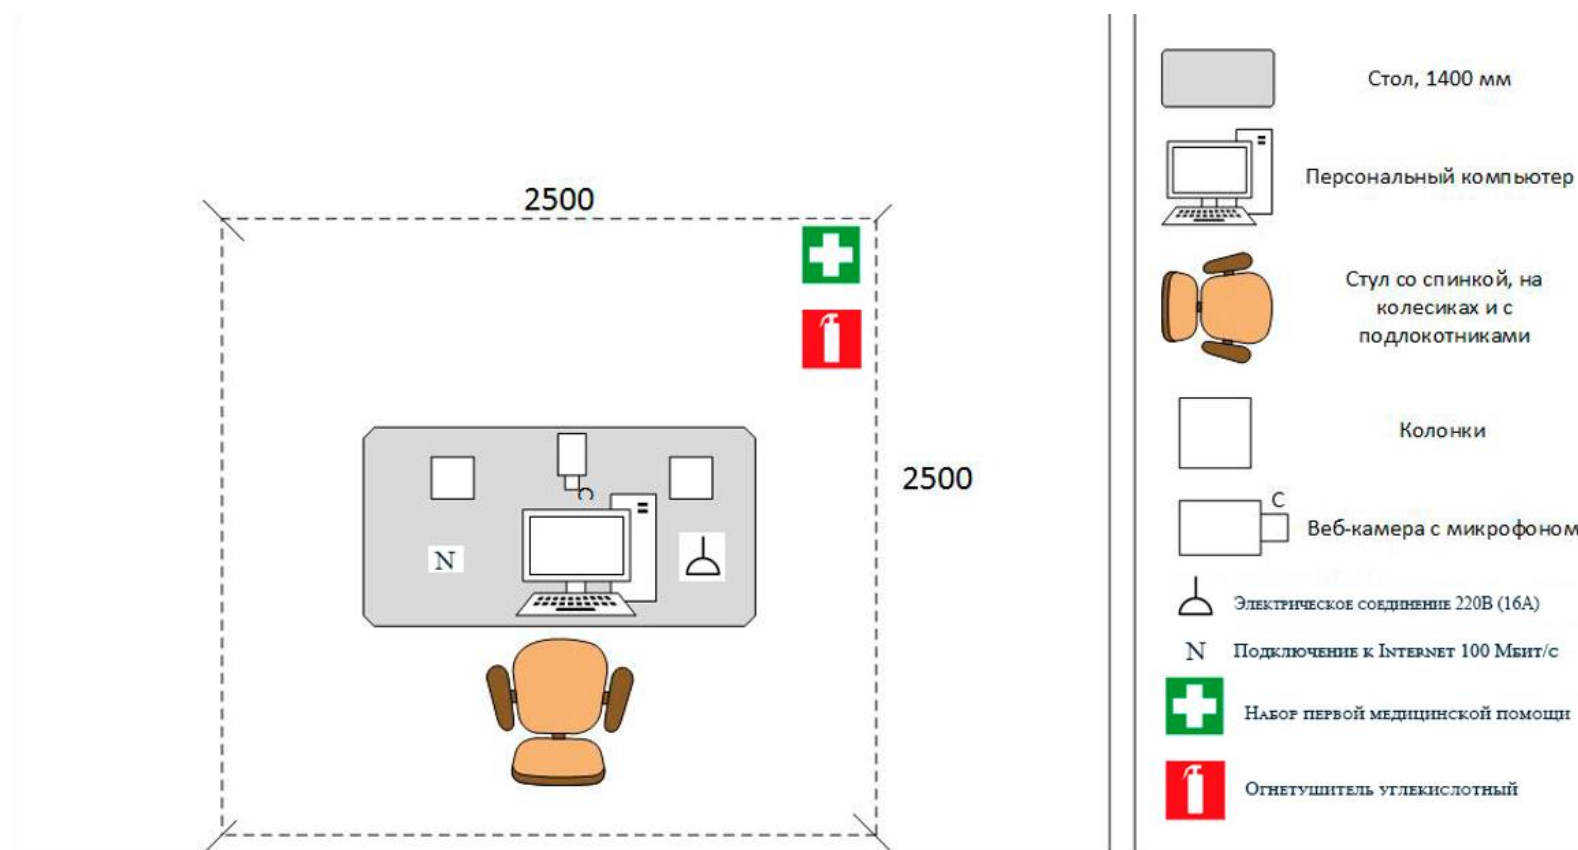 2500
2500
N
C
Стол, 1400 мм
Персональный компьютер
Стул со спинкой, на
колесиках и с
подлокотниками
Колонки
C
Веб-камера с микрофоном
Электрическое соединение 220В (16А)
N
Подключение к Internet 100 Мбит/с
Набор первой медицинской помощи
Огнетушитель углекислотный